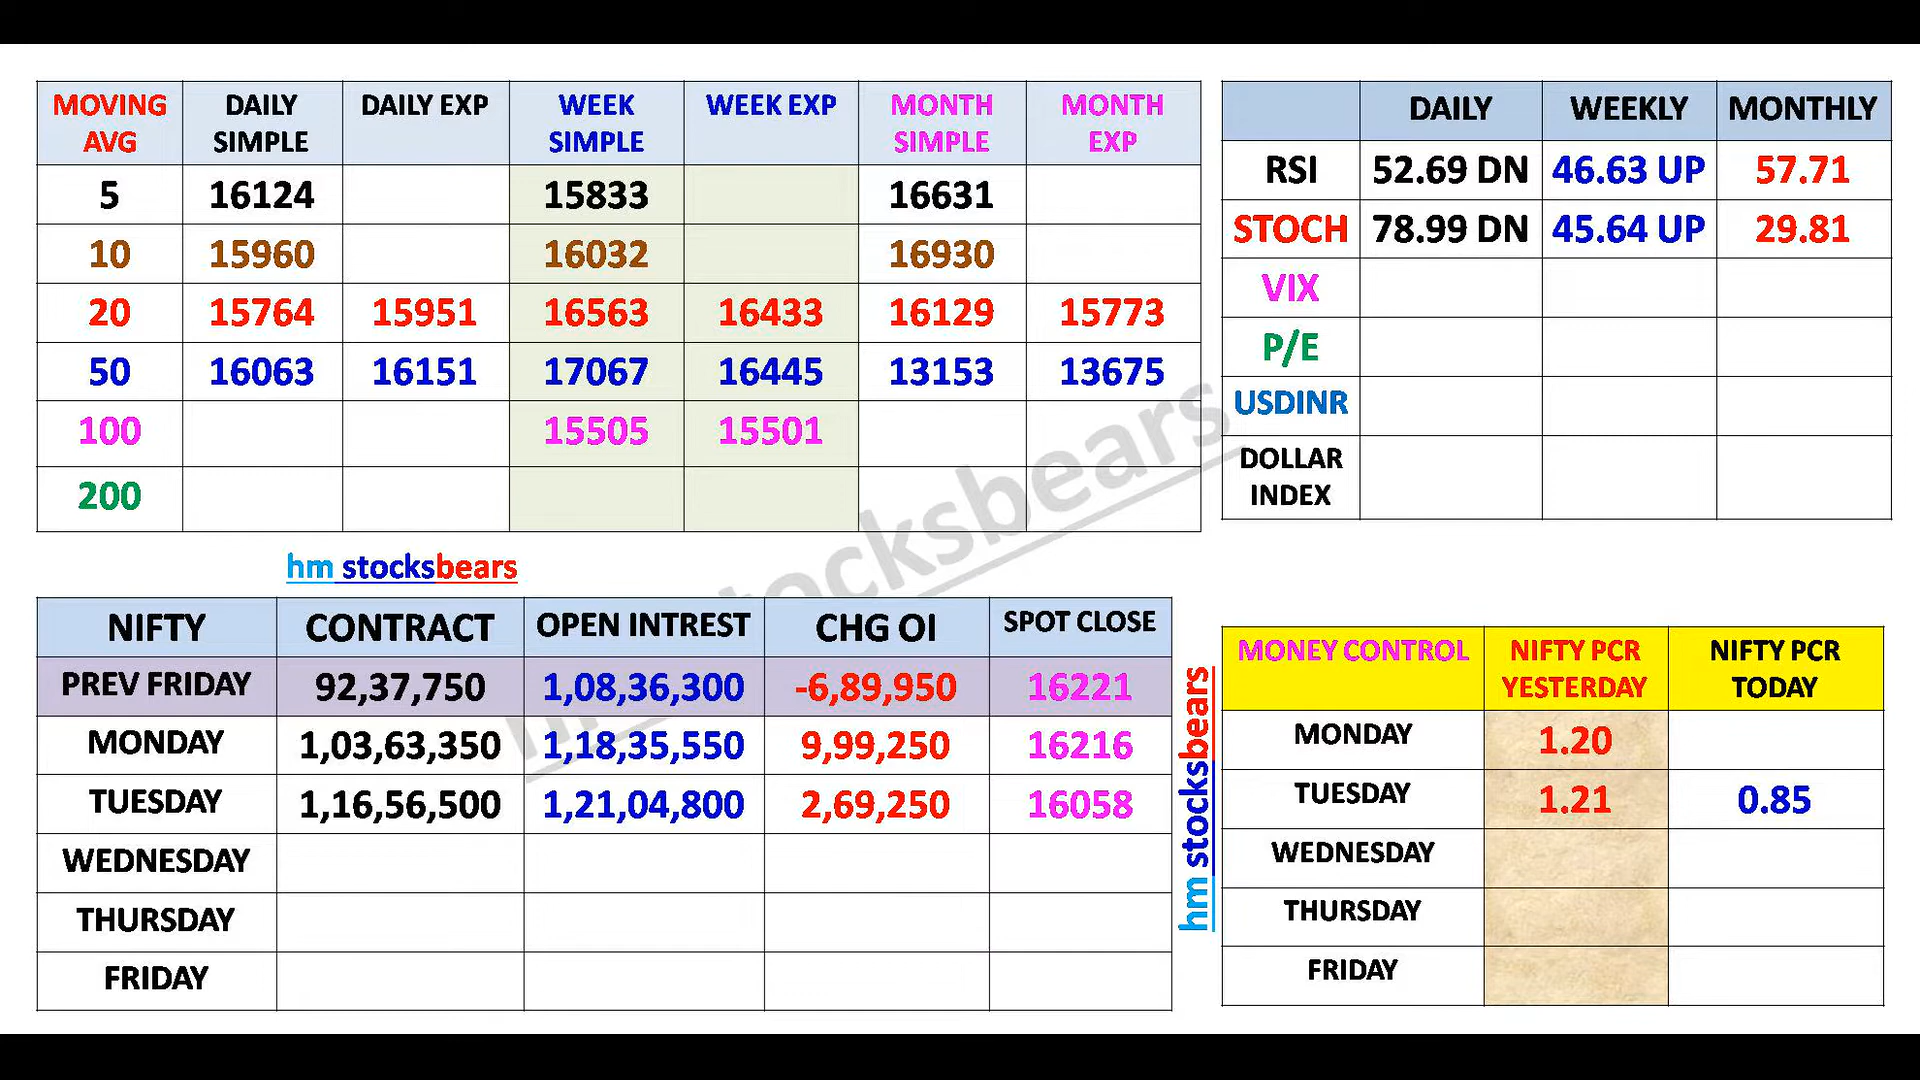 MOVING AVG DAILY SIMPLE DAILY EXP WEEK SIMPLE WEEK EXP MONTH SIMPLE MONTH EXP
5 16124 15833 16631
10 15960 16032 16930
20 15764 15951 16563 16433 16129 15773
50 16063 16151 17067 16445 13153 13675
100 15505 15501
200
DAILY WEEKLY MONTHLY
RSI 52.69 DN 46.63 UP 57.71
STOCH 78.99 DN 45.64 UP 29.81
VIX
P/E
USDINR
DOLLAR INDEX
hm stocksbears
NIFTY CONTRACT OPEN INTREST CHG OI SPOT CLOSE
PREV FRIDAY 92,37,750 1,08,36,300 -6,89,950 16221
MONDAY 1,03,63,350 1,18,35,550 9,99,250 16216
TUESDAY 1,16,56,500 1,21,04,800 2,69,250 16058
WEDNESDAY
THURSDAY
FRIDAY
hm stocksbears
MONEY CONTROL NIFTY PCR YESTERDAY NIFTY PCR TODAY
MONDAY 1.20
TUESDAY 1.21 0.85
WEDNESDAY
THURSDAY
FRIDAY